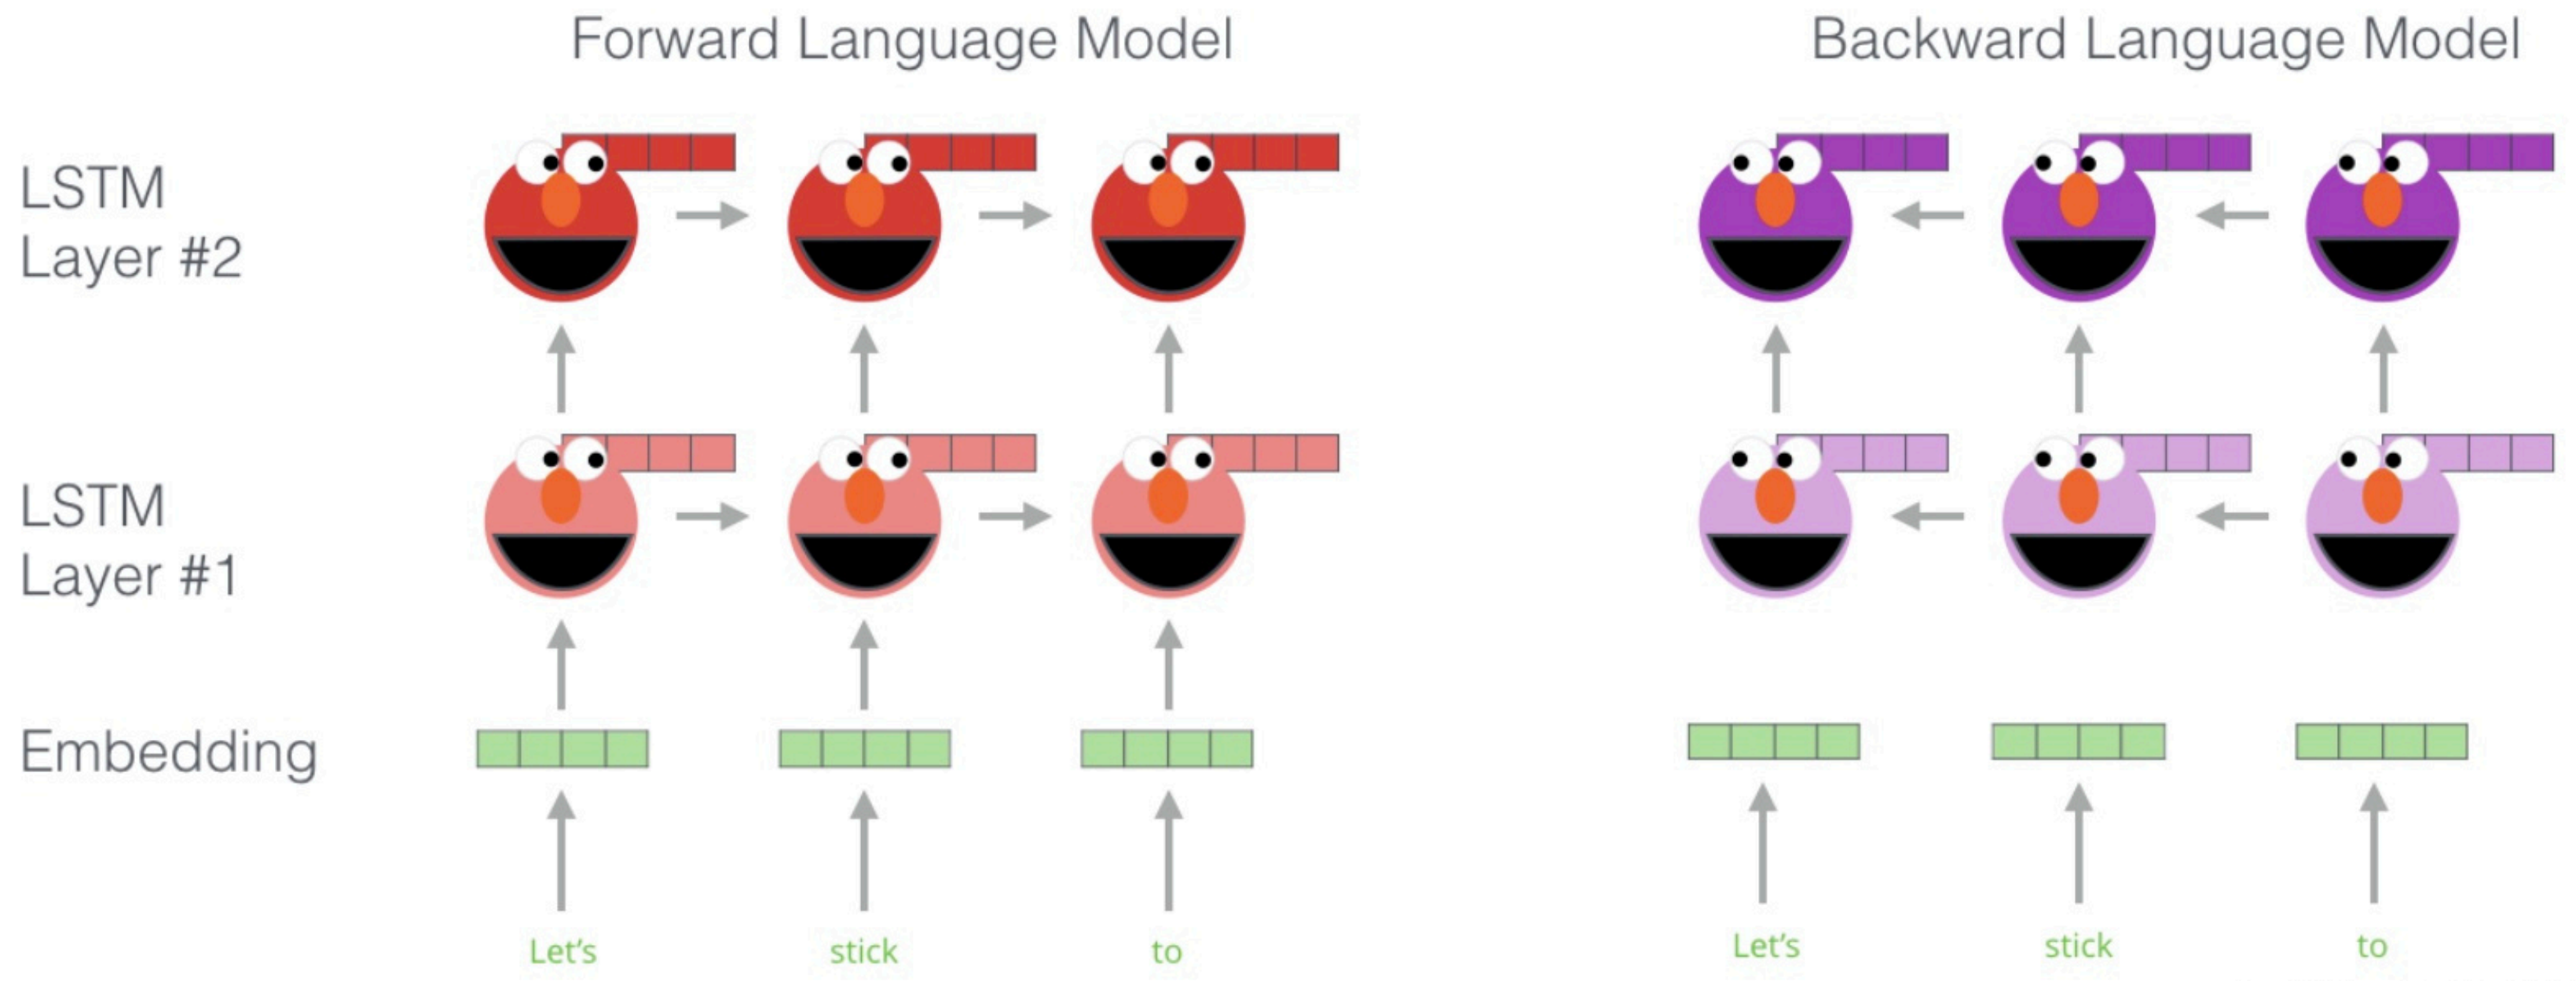 Forward Language Model
Backward Language Model
LSTM
Layer #2
LSTM
Layer #1
Embedding
Let's
stick
to
Let's
stick
to